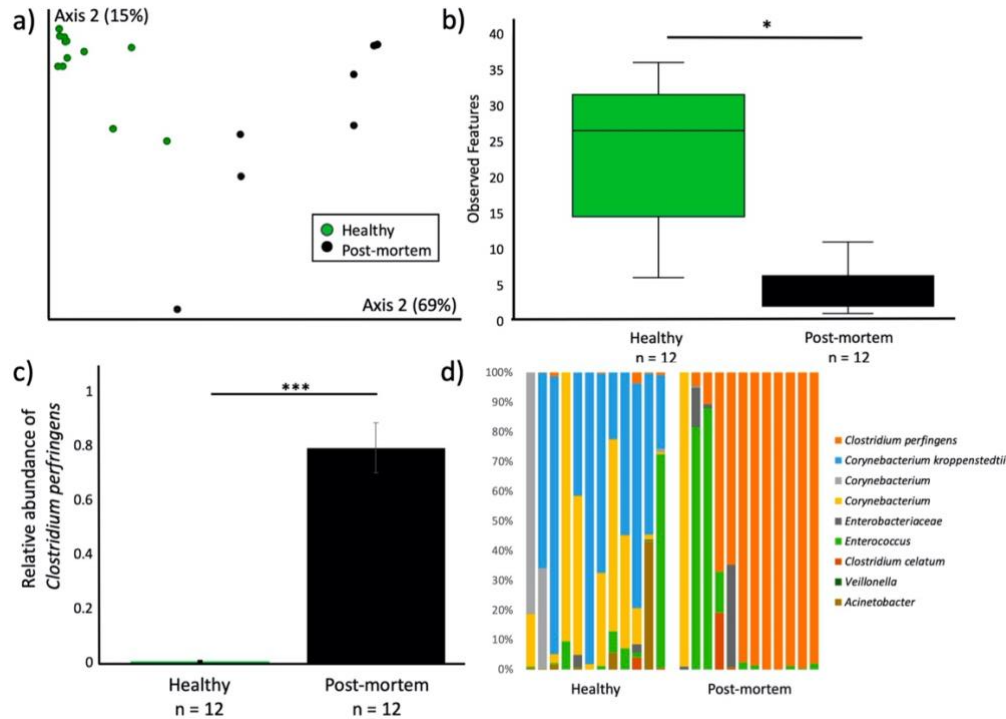 a)
Axis 2 (15%)
Healthy
Post-mortem
Axis 2 (69%)
b)
*
Observed Features
40
35
30
25
20
15
10
5
0
Healthy
n = 12
Post-mortem
n = 12
c)
***
Relative abundance of
Clostridium perfringens
1
0.8
0.6
0.4
0.2
0
Healthy
n = 12
Post-mortem
n = 12
d)
100%
90%
80%
70%
60%
50%
40%
30%
20%
10%
0%
Healthy
Post-mortem
Clostridium perfingens
Corynebacterium kroppenstedtii
Corynebacterium
Corynebacterium
Enterobacteriaceae
Enterococcus
Clostridium celatum
Veillonella
Acinetobacter